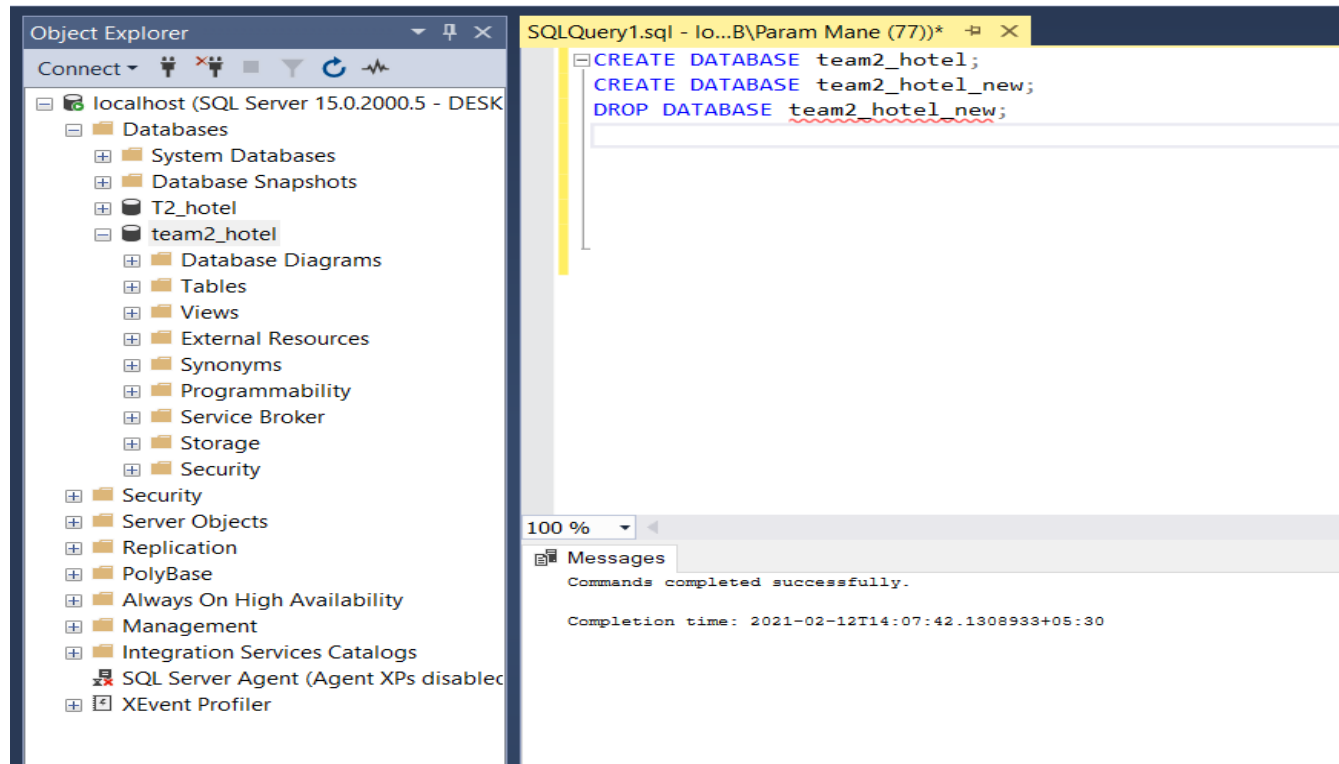 Object Explorer
Connect
localhost (SQL Server 15.0.2000.5 - DESK
Databases
System Databases
Database Snapshots
T2_hotel
team2_hotel
Database Diagrams
Tables
Views
External Resources
Synonyms
Programmability
Service Broker
Storage
Security
Security
Server Objects
Replication
PolyBase
Always On High Availability
Management
Integration Services Catalogs
SQL Server Agent (Agent XPs disabled
XEvent Profiler
SQLQuery1.sql - lo...B\Param Mane (77))*
CREATE DATABASE team2_hotel;
CREATE DATABASE team2_hotel_new;
DROP DATABASE team2_hotel_new;
100 %
Messages
Commands completed successfully.
Completion time: 2021-02-12T14:07:42.1308933+05:30